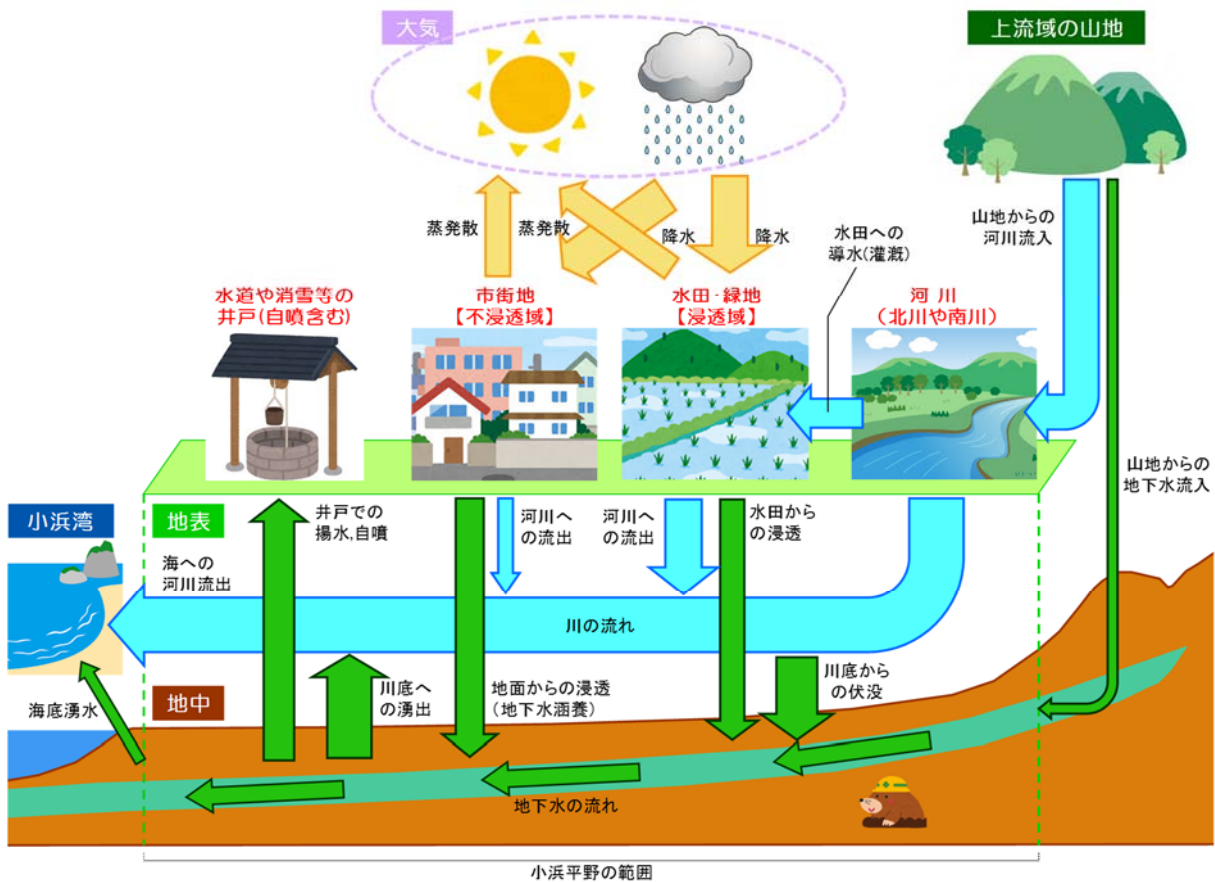 大気
上流域の山地
蒸発散
蒸発散
降水
降水
水田への
導水(灌漑)
山地からの
河川流入
水道や消雪等の
井戸(自噴含む)
市街地
【不浸透域】
水田・緑地
【浸透域】
河 川
(北川や南川)
山地からの
地下水流入
小浜湾
地表
井戸での
揚水,自噴
河川へ
の流出
河川へ
の流出
水田から
の浸透
海への
河川流出
川の流れ
地中
海底湧水
川底へ
の湧出
地面からの浸透
(地下水涵養)
川底から
の伏没
地下水の流れ
小浜平野の範囲